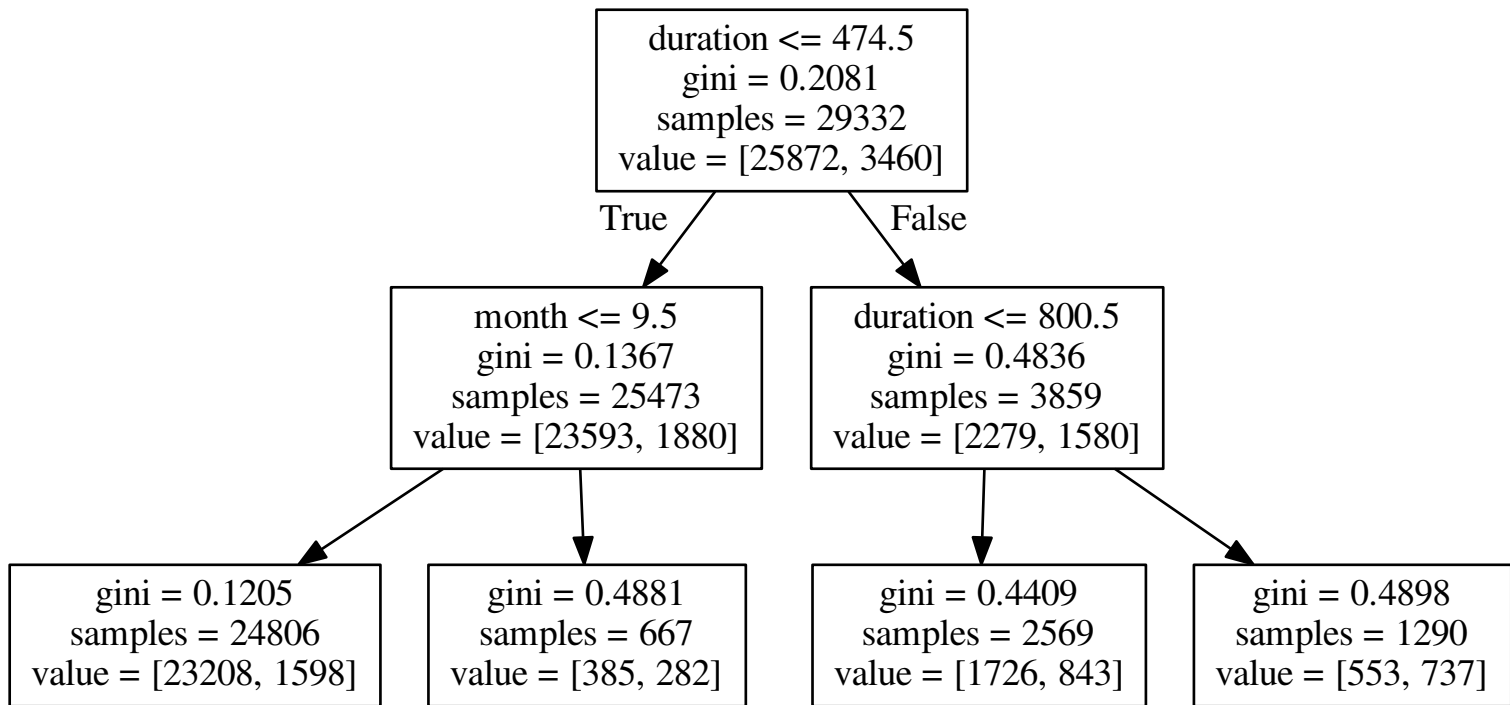 duration <= 474.5
gini = 0.2081
samples = 29332
value = [25872, 3460]
True
False
month <= 9.5
gini = 0.1367
samples = 25473
value = [23593, 1880]
duration <= 800.5
gini = 0.4836
samples = 3859
value = [2279, 1580]
gini = 0.1205
samples = 24806
value = [23208, 1598]
gini = 0.4881
samples = 667
value = [385, 282]
gini = 0.4409
samples = 2569
value = [1726, 843]
gini = 0.4898
samples = 1290
value = [553, 737]